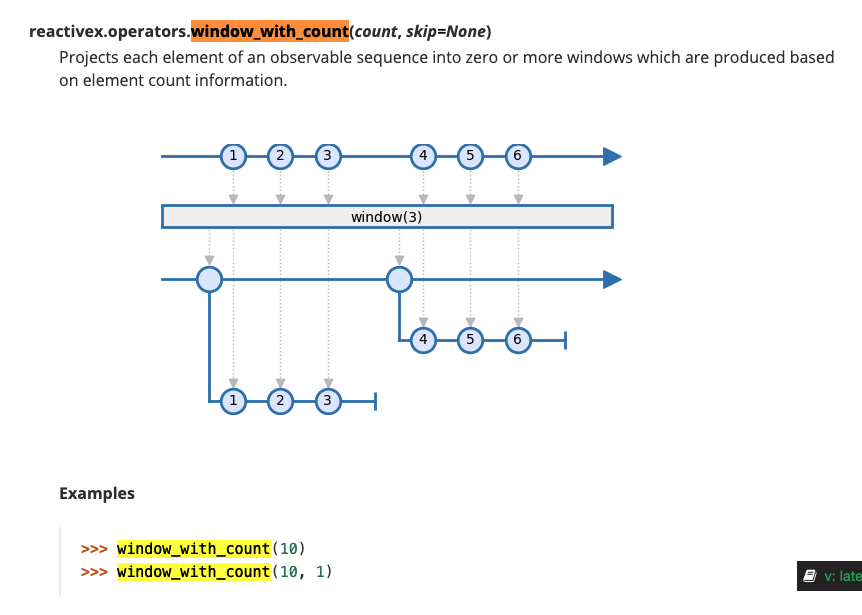 reactivex.operators.window_with_count(count, skip=None)
Projects each element of an observable sequence into zero or more windows which are produced based
on element count information.
1 2 3 4 5 6
window(3)
4 5 6
1 2 3
Examples
>>> window_with_count(10)
>>> window_with_count(10, 1)
v: late